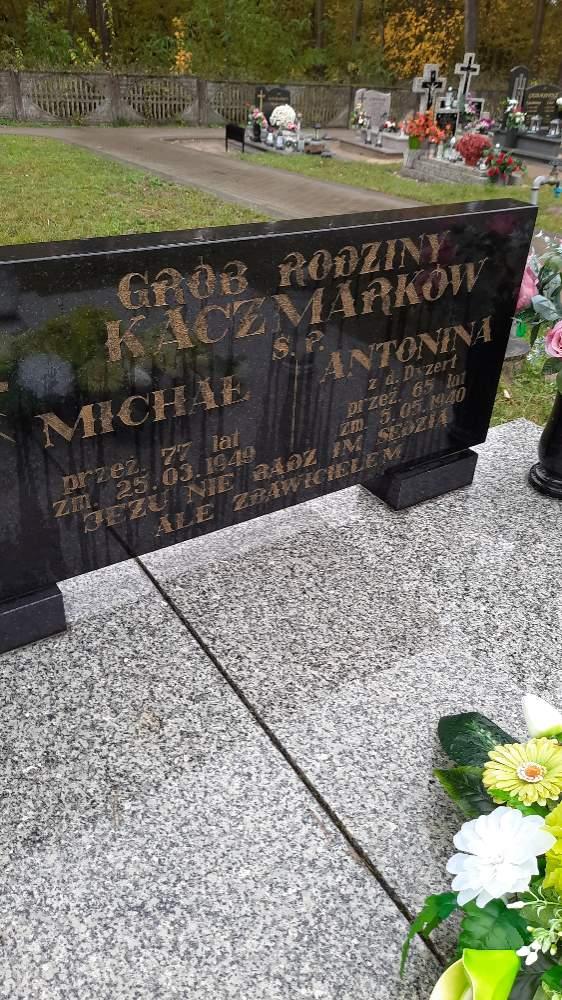 GRÓB RODZINY
KACZMARKÓW
Ś. P.
MICHAŁ
przeż. 77 lat
zm. 25.03.1949
ANTONINA
z d. Dszert
przeż. 65 lat
zm. 5.05.1940
JEZU NIE BĄDŹ IM SĘDZIĄ
ALE ZBAWICIELEM